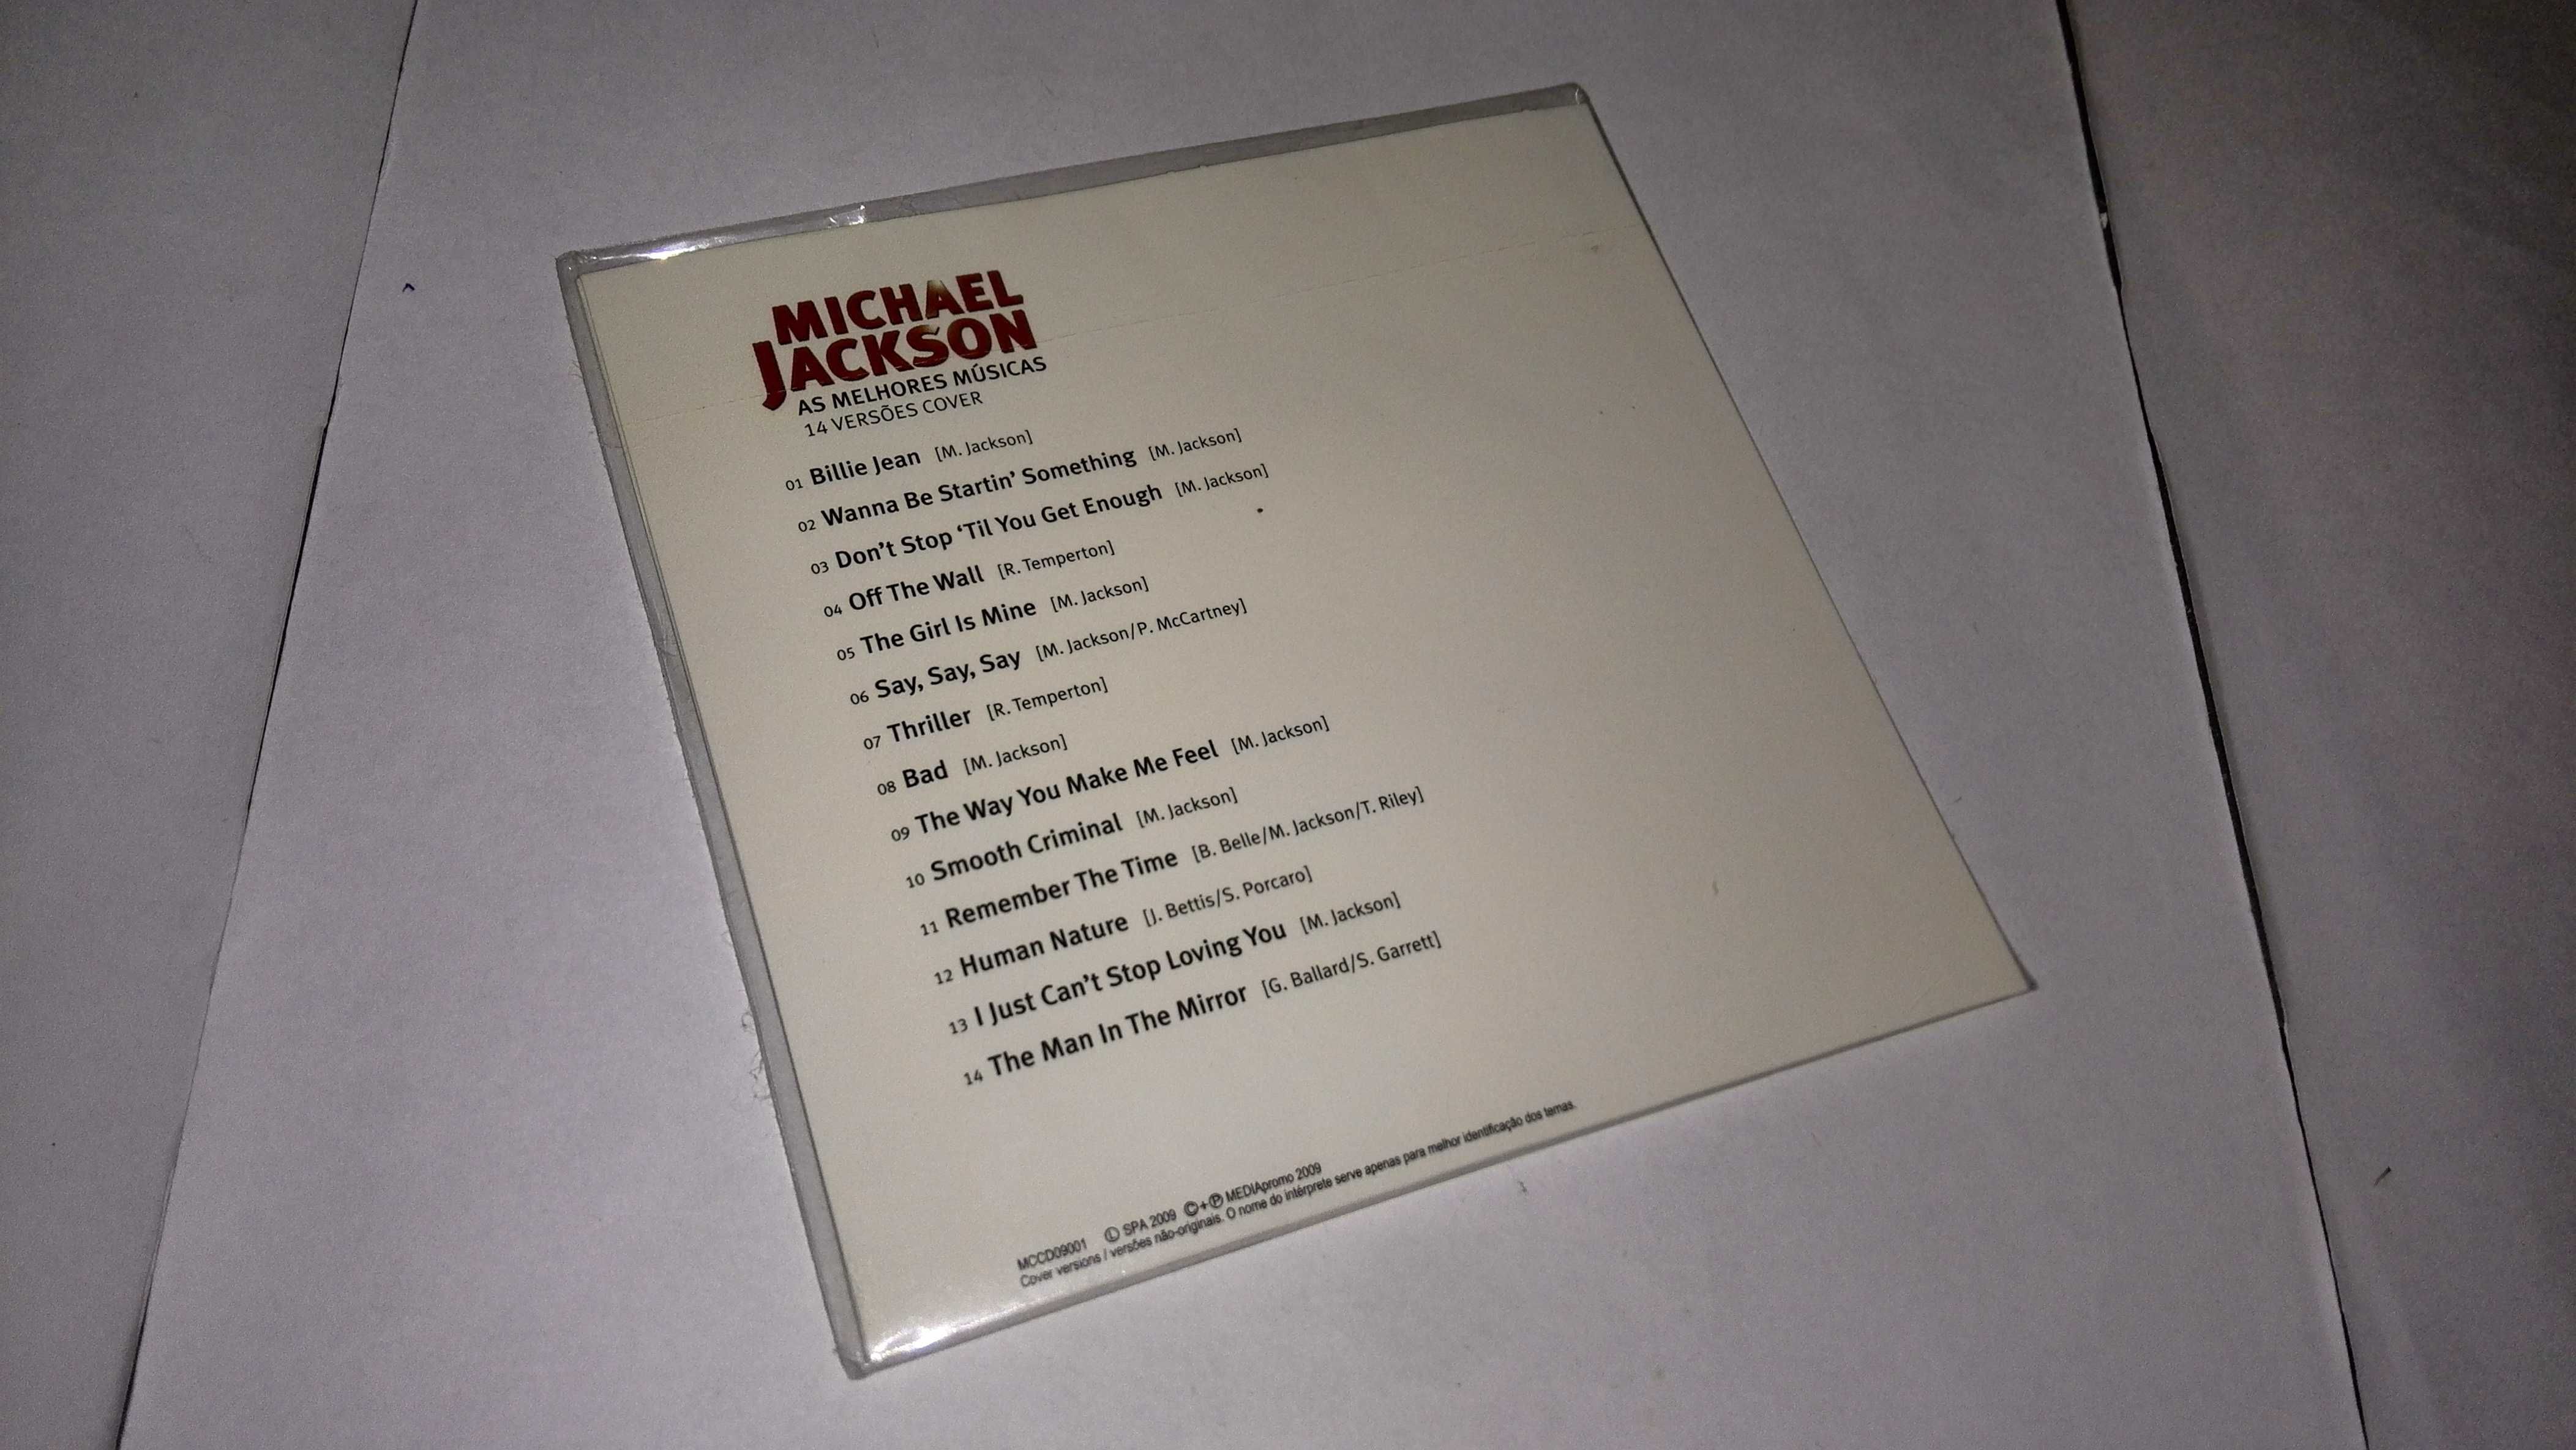 MICHAEL
JACKSON
AS MELHORES MÚSICAS
14 VERSÕES COVER
01 Billie Jean [M. Jackson]
02 Wanna Be Startin’ Something [M. Jackson]
03 Don’t Stop ‘Til You Get Enough [M. Jackson]
04 Off The Wall [R. Temperton]
05 The Girl Is Mine [M. Jackson]
06 Say, Say, Say [M. Jackson/P. McCartney]
07 Thriller [R. Temperton]
08 Bad [M. Jackson]
09 The Way You Make Me Feel [M. Jackson]
10 Smooth Criminal [M. Jackson]
11 Remember The Time [B. Belle/M. Jackson/T. Riley]
12 Human Nature [J. Bettis/S. Porcaro]
13 I Just Can’t Stop Loving You [M. Jackson]
14 The Man In The Mirror [G. Ballard/S. Garrett]
MCCD09001 Ⓛ SPA 2009 ©+℗ MEDIApromo 2009
Cover versions / versões não-originais. O nome do intérprete serve apenas para melhor identificação dos temas.